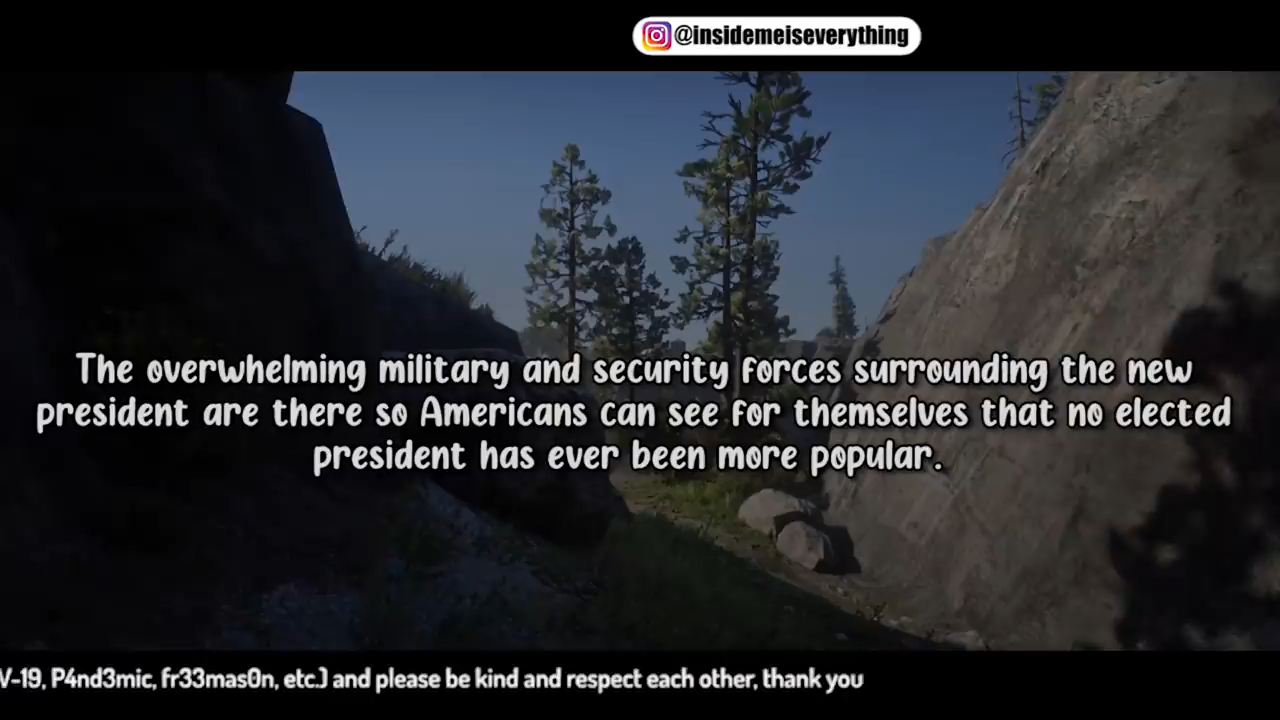 @insidemeiseverything
The overwhelming military and security forces surrounding the new
president are there so Americans can see for themselves that no elected
president has ever been more popular.
V-19, P4nd3mic, fr33mas0n, etc.) and please be kind and respect each other, thank you